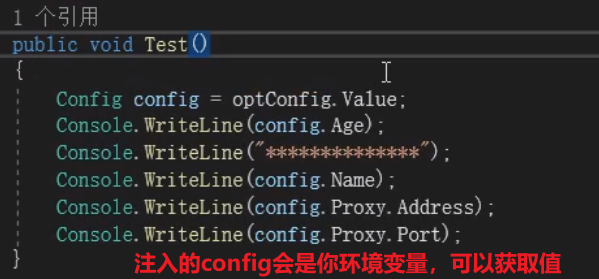 1 个引用
public void Test()
{
Config config = optConfig.Value;
Console.WriteLine(config.Age);
Console.WriteLine("**************");
Console.WriteLine(config.Name);
Console.WriteLine(config.Proxy.Address);
Console.WriteLine(config.Proxy.Port);
}
注入的config会是你环境变量，可以获取值